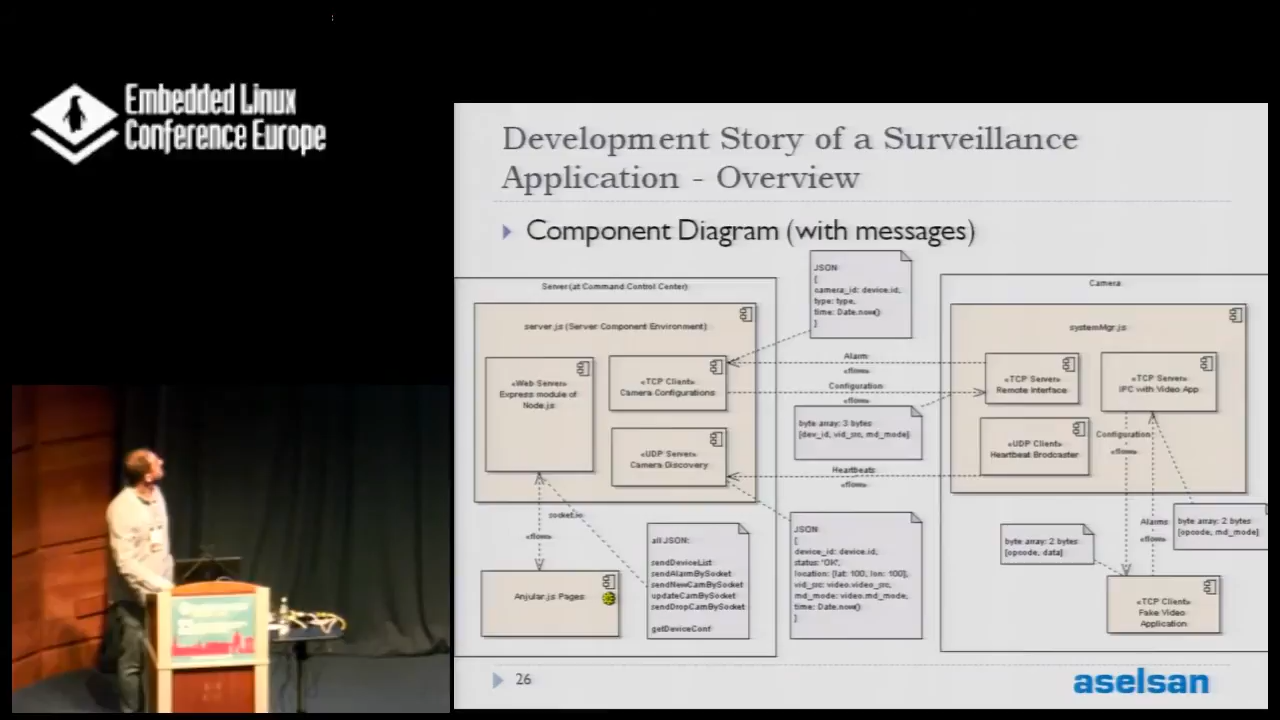 Embedded Linux
Conference Europe
Development Story of a Surveillance
Application - Overview
Component Diagram (with messages)
Server(at Command Control Center)
server.js (Server Component Environment)
«Web Server»
Express module of
Node.js
«TCP Client»
Camera Configurations
«UDP Server»
Camera Discovery
socket.io
«flow»
Anjular.js Pages
all JSON:
sendDeviceList
sendAlarmBySocket
sendNewCamBySocket
updateCamBySocket
sendDropCamBySocket
getDeviceConf
JSON:
{
camera_id: device.id,
type: type,
time: Date.now()
}
Alarm
«flow»
Configuration
«flow»
byte array: 3 bytes
[dev_id, vid_src, md_mode]
Heartbeats
«flow»
JSON:
{
device_id: device.id,
status: 'OK',
location: {lat: 100, lon: 100},
vid_src: video.video_src,
md_mode: video.md_mode,
time: Date.now()
}
Camera
systemMgr.js
«TCP Server»
Remote Interface
«TCP Server»
IPC with Video App
«UDP Client»
Heartbeat Brodcaster
Configuration
«flow»
Alarms
«flow»
byte array: 2 bytes
[opcode, md_mode]
byte array: 2 bytes
[opcode, data]
«TCP Client»
Fake Video
Application
26
aselsan